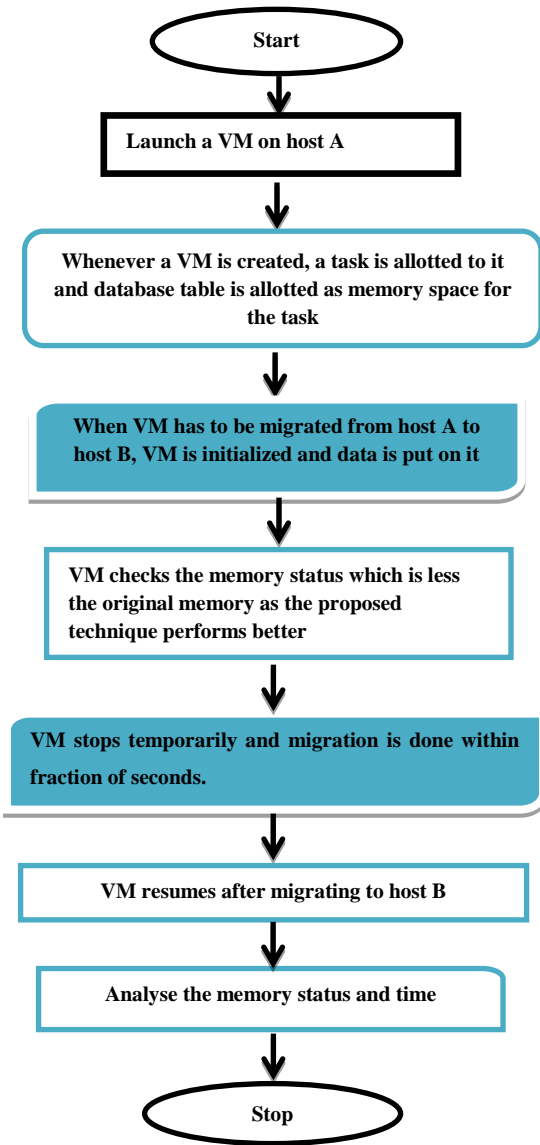 Start
Launch a VM on host A
Whenever a VM is created, a task is allotted to it
and database table is allotted as memory space for
the task
When VM has to be migrated from host A to
host B, VM is initialized and data is put on it
VM checks the memory status which is less
the original memory as the proposed
technique performs better
VM stops temporarily and migration is done within
fraction of seconds.
VM resumes after migrating to host B
Analyse the memory status and time
Stop